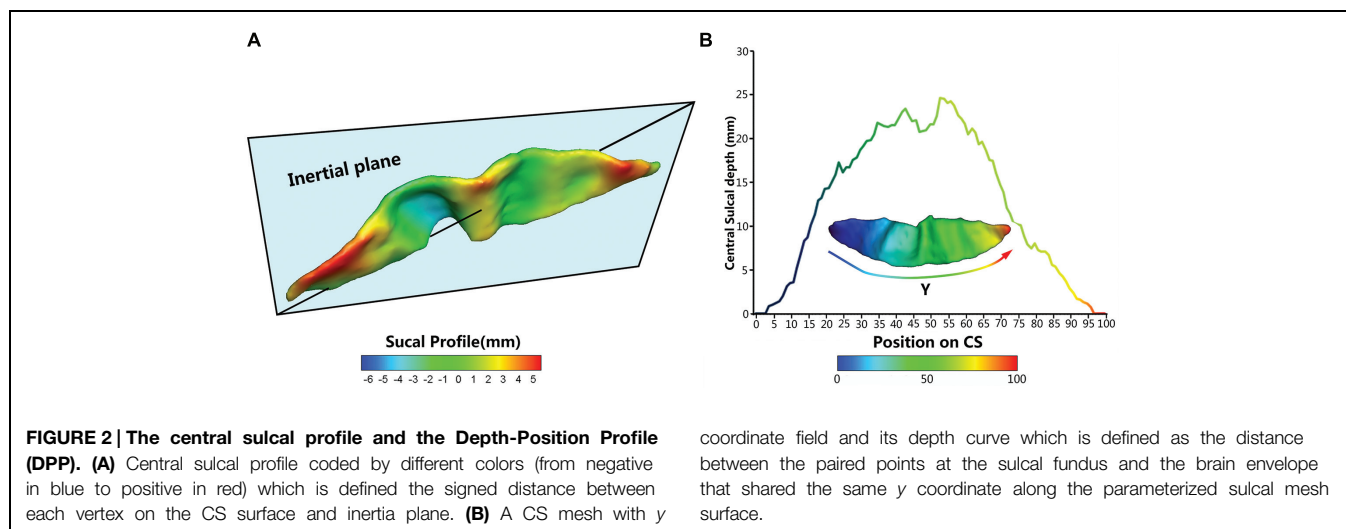 A
Inertial plane
Sucal Profile(mm)
-6 -5 -4 -3 -2 -1 0 1 2 3 4 5
B
30
25
20
15
10
5
0
Central Sulcal depth (mm)
Y
0 5 10 15 20 25 30 35 40 45 50 55 60 65 70 75 80 85 90 95 100
Position on CS
0 50 100
FIGURE 2 | The central sulcal profile and the Depth-Position Profile
(DPP). (A) Central sulcal profile coded by different colors (from negative
in blue to positive in red) which is defined the signed distance between
each vertex on the CS surface and inertia plane. (B) A CS mesh with y
coordinate field and its depth curve which is defined as the distance
between the paired points at the sulcal fundus and the brain envelope
that shared the same y coordinate along the parameterized sulcal mesh
surface.